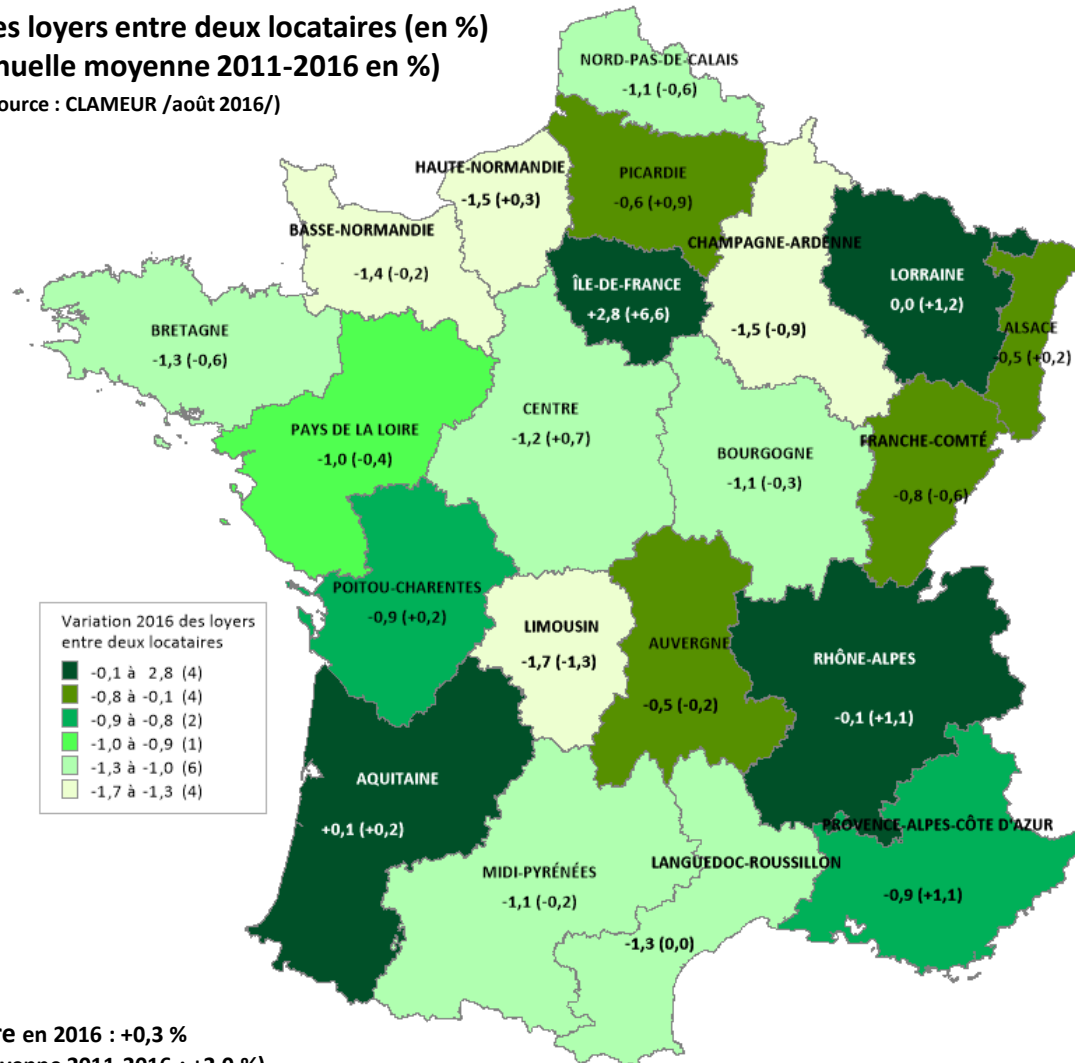 es loyers entre deux locataires (en %)
nuelle moyenne 2011-2016 en %)
ource : CLAMEUR /août 2016/)
NORD-PAS-DE-CALAIS
-1,1 (-0,6)
HAUTE-NORMANDIE
-1,5 (+0,3)
PICARDIE
-0,6 (+0,9)
BASSE-NORMANDIE
-1,4 (-0,2)
CHAMPAGNE-ARDENNE
-1,5 (-0,9)
ÎLE-DE-FRANCE
+2,8 (+6,6)
LORRAINE
0,0 (+1,2)
ALSACE
-0,5 (+0,2)
BRETAGNE
-1,3 (-0,6)
PAYS DE LA LOIRE
-1,0 (-0,4)
CENTRE
-1,2 (+0,7)
BOURGOGNE
-1,1 (-0,3)
FRANCHE-COMTÉ
-0,8 (-0,6)
POITOU-CHARENTES
-0,9 (+0,2)
LIMOUSIN
-1,7 (-1,3)
AUVERGNE
-0,5 (-0,2)
RHÔNE-ALPES
-0,1 (+1,1)
Variation 2016 des loyers
entre deux locataires
-0,1 à 2,8 (4)
-0,8 à -0,1 (4)
-0,9 à -0,8 (2)
-1,0 à -0,9 (1)
-1,3 à -1,0 (6)
-1,7 à -1,3 (4)
AQUITAINE
+0,1 (+0,2)
MIDI-PYRÉNÉES
-1,1 (-0,2)
LANGUEDOC-ROUSSILLON
-1,3 (0,0)
PROVENCE-ALPES-CÔTE D'AZUR
-0,9 (+1,1)
re en 2016 : +0,3 %
yenne 2011-2016 : +2,0 %)